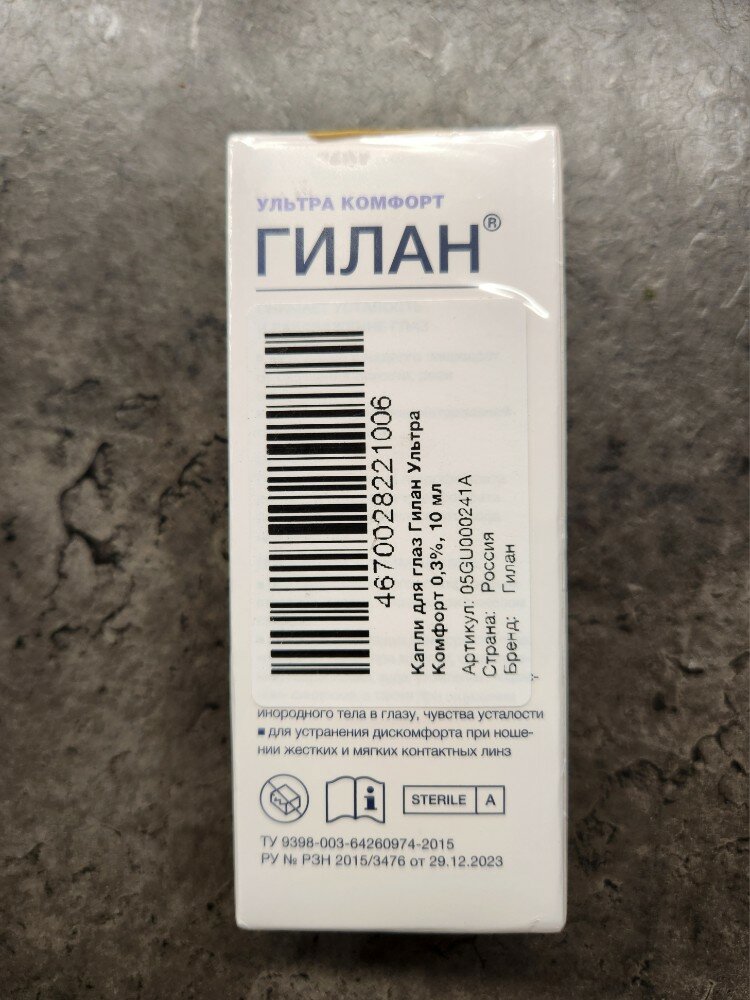 УЛЬТРА КОМФОРТ
ГИЛАН®
4670028221006
Капли для глаз Гилан Ультра
Комфорт 0,3%, 10 мл
Артикул: 05GU000241A
Страна: Россия
Бренд: Гилан
инородного тела в глазу, чувства усталости
■ для устранения дискомфорта при ноше-
нии жестких и мягких контактных линз
STERILE A
ТУ 9398-003-64260974-2015
РУ № РЗН 2015/3476 от 29.12.2023